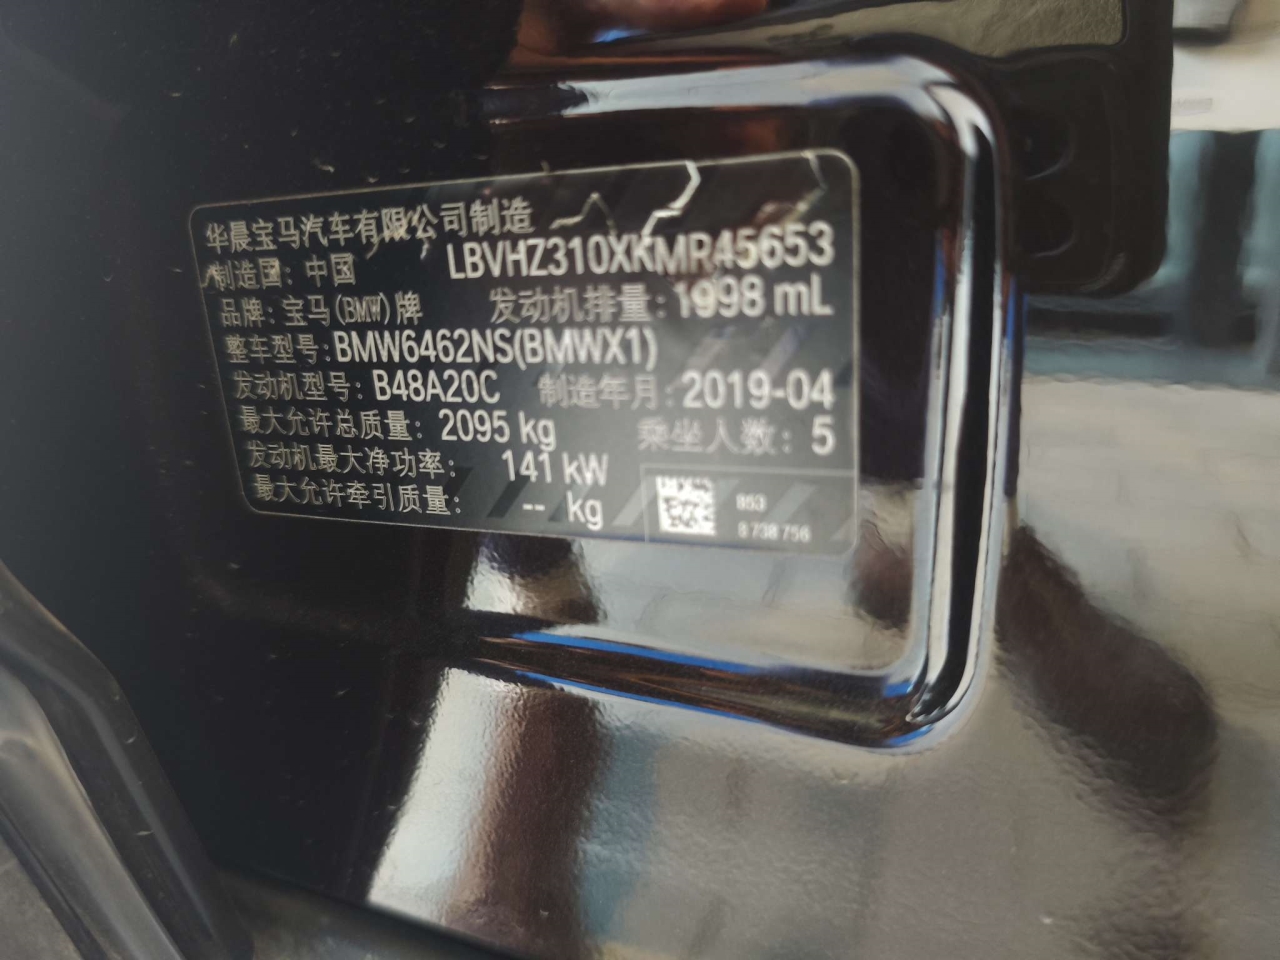 华晨宝马汽车有限公司制造
制造国: 中国 LBVHZ310XKMR45653
品牌: 宝马(BMW)牌 发动机排量: 1998 mL
整车型号: BMW6462NS(BMWX1)
发动机型号: B48A20C 制造年月: 2019-04
最大允许总质量: 2095 kg 乘坐人数: 5
发动机最大净功率: 141 kW
最大允许牵引质量: -- kg
853
8 738 756